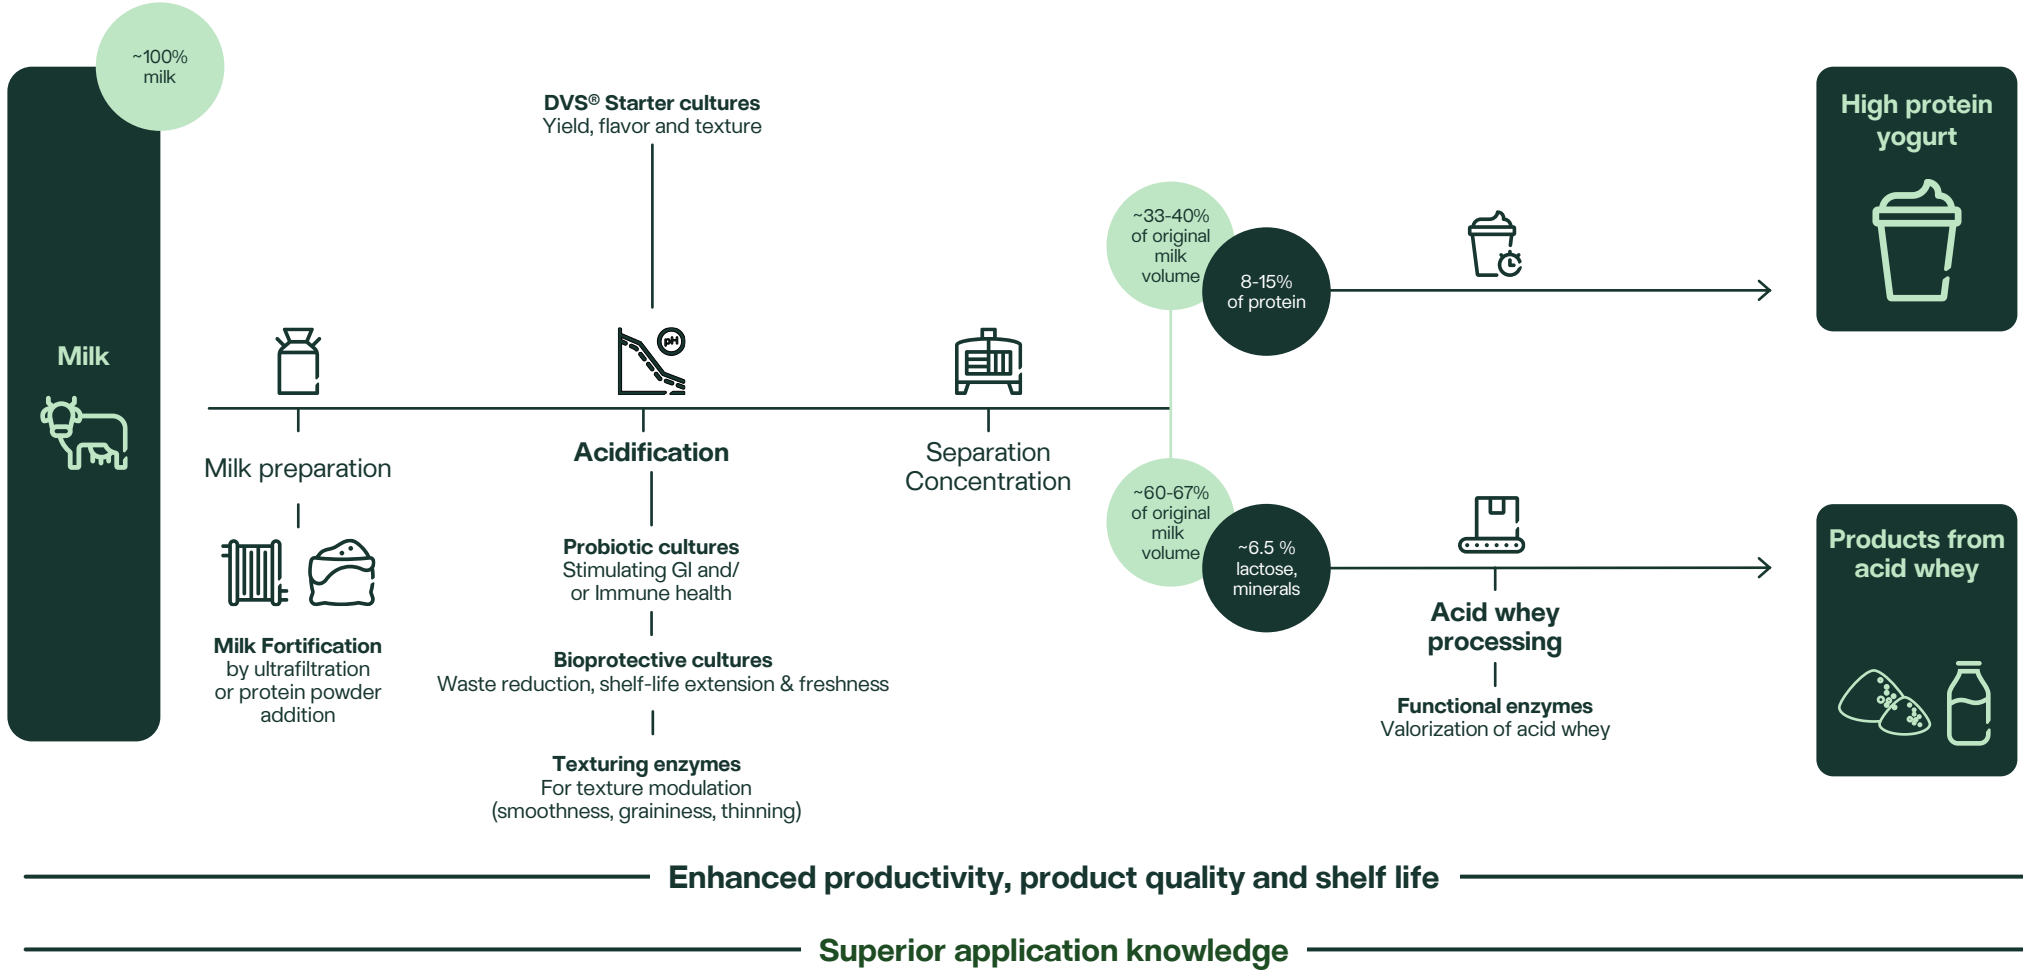 ~100%
milk
Milk
DVS® Starter cultures
Yield, flavor and texture
pH
Milk preparation
Milk Fortification
by ultrafiltration
or protein powder
addition
Acidification
Probiotic cultures
Stimulating GI and/
or Immune health
Bioprotective cultures
Waste reduction, shelf-life extension & freshness
Texturing enzymes
For texture modulation
(smoothness, graininess, thinning)
Separation
Concentration
~33-40%
of original
milk
volume
8-15%
of protein
High protein
yogurt
~60-67%
of original
milk
volume
~6.5 %
lactose,
minerals
Acid whey
processing
Functional enzymes
Valorization of acid whey
Products from
acid whey
Enhanced productivity, product quality and shelf life
Superior application knowledge